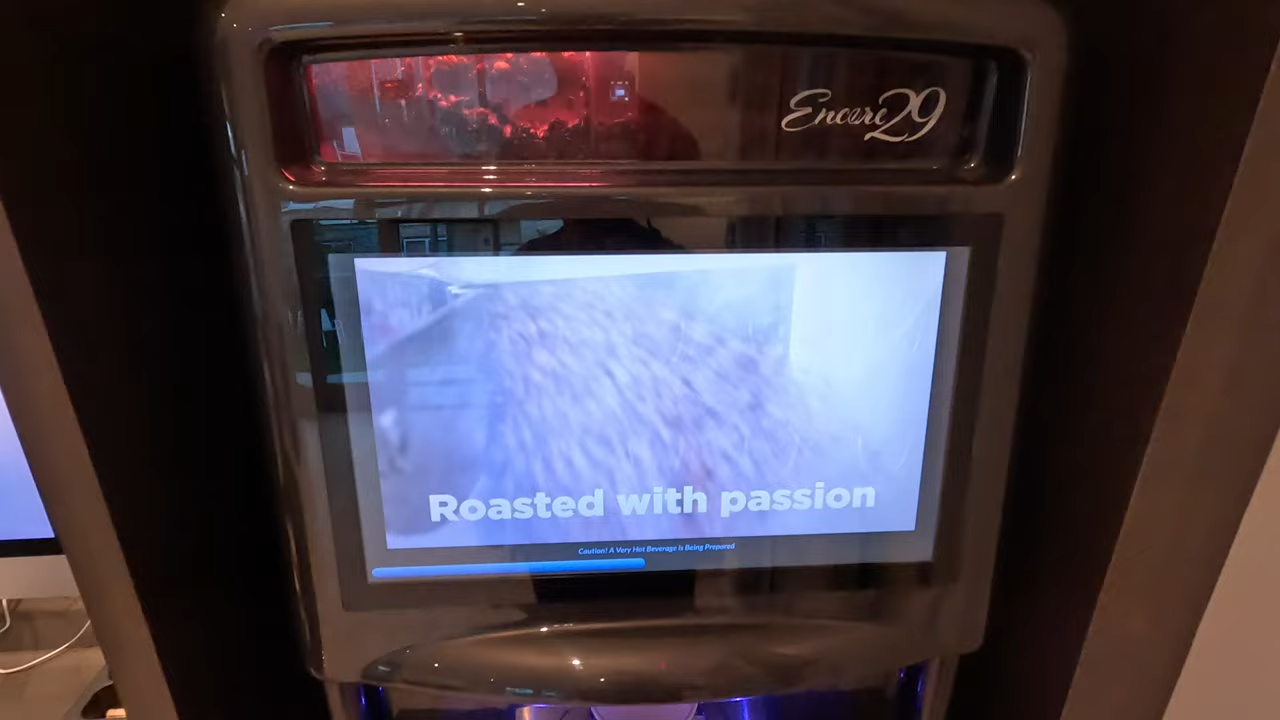 Encore29
Roasted with passion
Caution! A Very Hot Beverage is Being Prepared